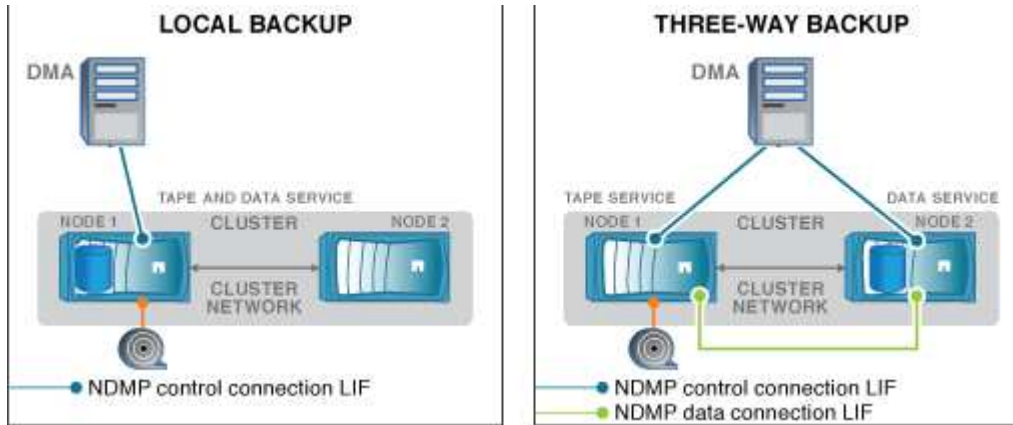 LOCAL BACKUP
DMA
TAPE AND DATA SERVICE
NODE 1
CLUSTER
NODE 2
CLUSTER
NETWORK
NDMP control connection LIF
THREE-WAY BACKUP
DMA
TAPE SERVICE
DATA SERVICE
NODE 1
CLUSTER
NODE 2
CLUSTER
NETWORK
NDMP control connection LIF
NDMP data connection LIF